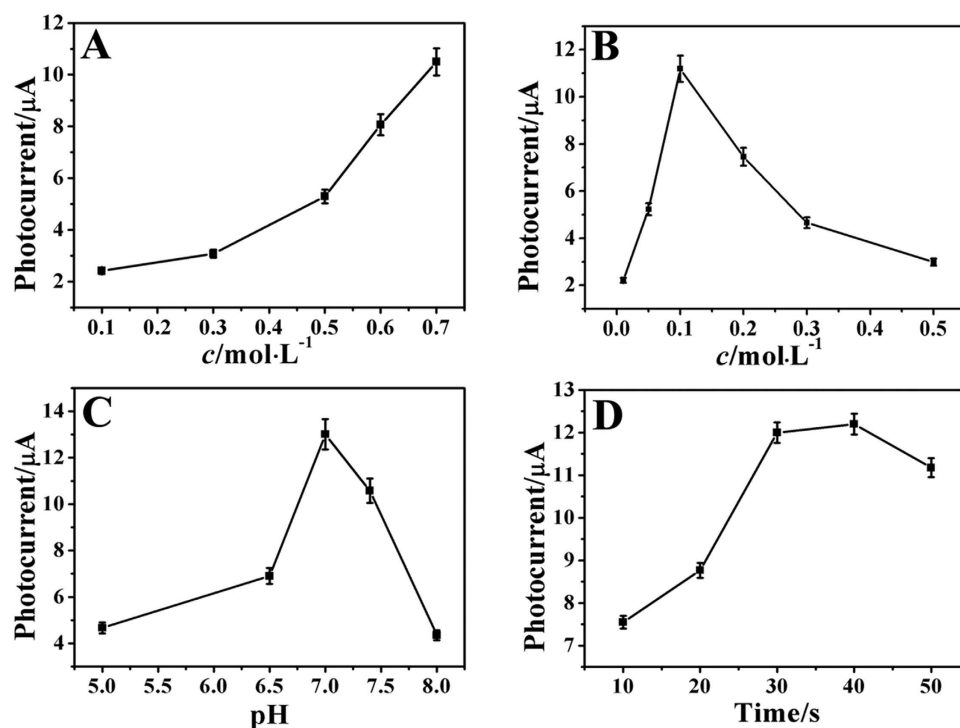 A
Photocurrent/μA
12
10
8
6
4
2
0.1 0.2 0.3 0.4 0.5 0.6 0.7
c/mol·L⁻¹
B
Photocurrent/μA
12
10
8
6
4
2
0.0 0.1 0.2 0.3 0.4 0.5
c/mol·L⁻¹
C
Photocurrent/μA
14
12
10
8
6
4
5.0 5.5 6.0 6.5 7.0 7.5 8.0
pH
D
Photocurrent/μA
13
12
11
10
9
8
7
10 20 30 40 50
Time/s